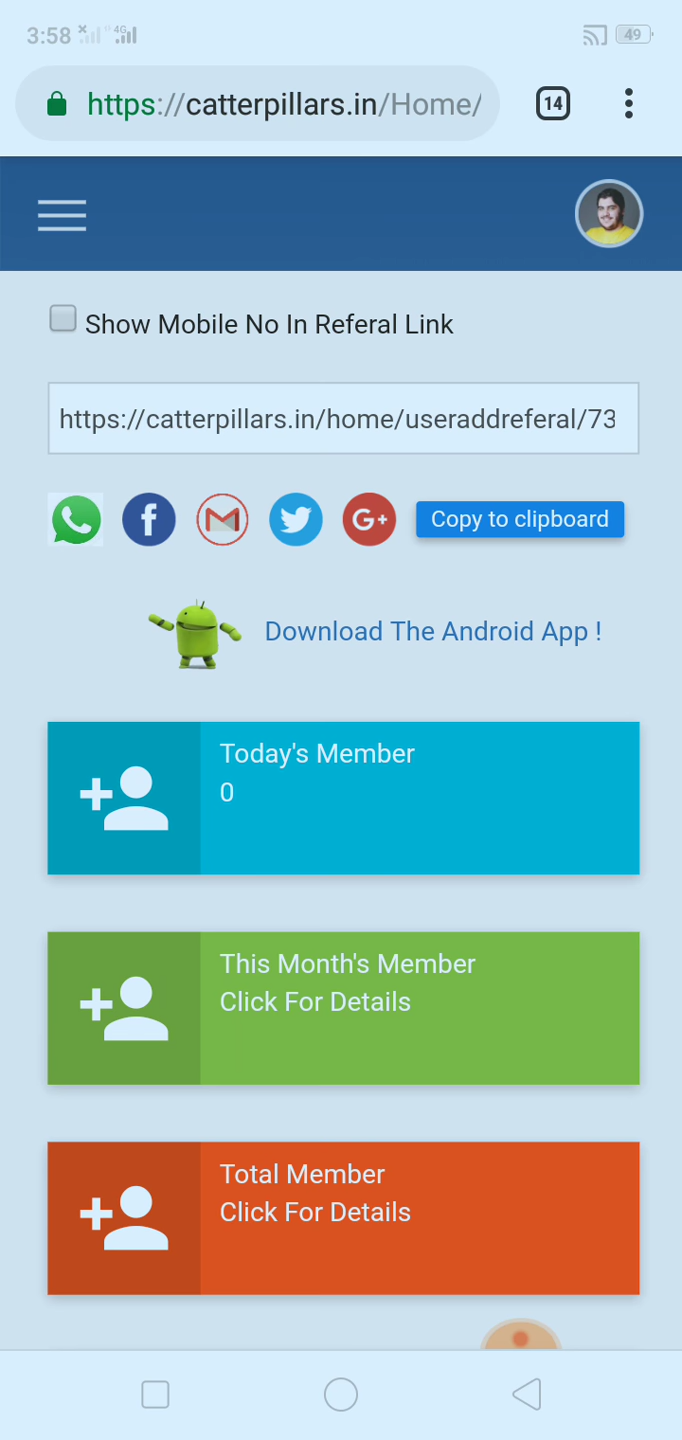 3:58 4G 49
https://catterpillars.in/Home/ 14
Show Mobile No In Referal Link
https://catterpillars.in/home/useraddreferal/73
f G+ Copy to clipboard
Download The Android App !
Today's Member
0
This Month's Member
Click For Details
Total Member
Click For Details